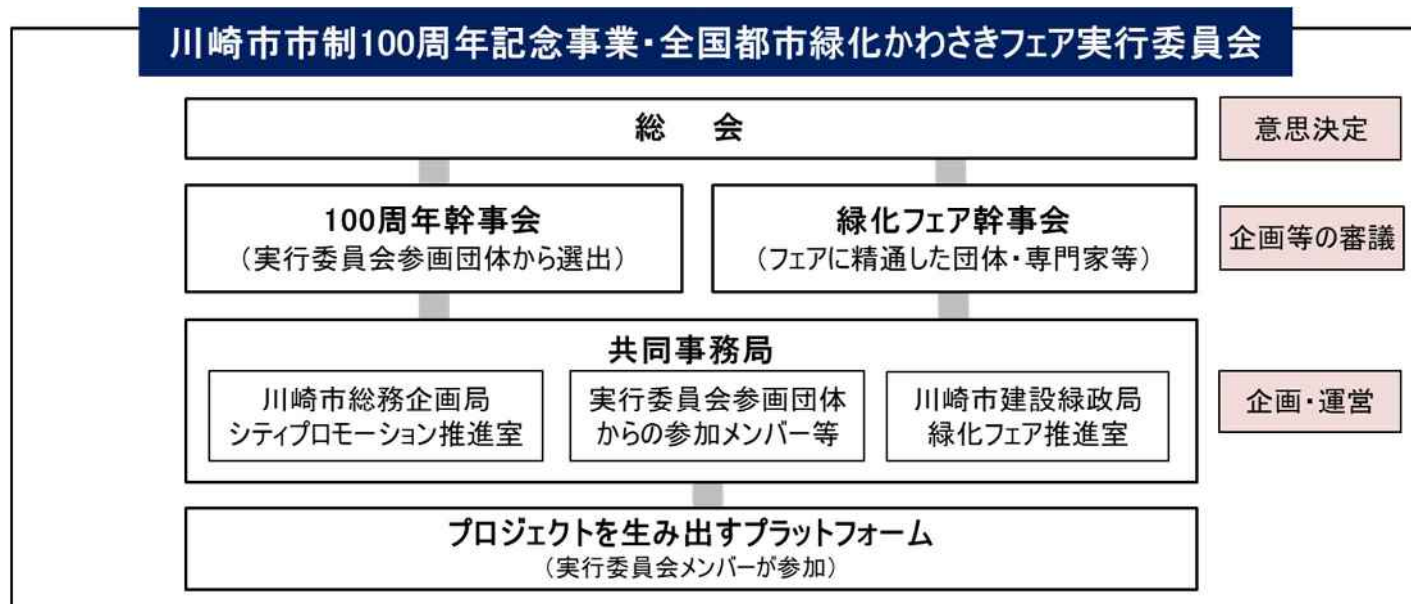 川崎市市制100周年記念事業・全国都市緑化かわさきフェア実行委員会
総 会
意思決定
100周年幹事会
(実行委員会参画団体から選出)
緑化フェア幹事会
(フェアに精通した団体・専門家等)
企画等の審議
共同事務局
川崎市総務企画局
シティプロモーション推進室
実行委員会参画団体
からの参加メンバー等
川崎市建設緑政局
緑化フェア推進室
企画・運営
プロジェクトを生み出すプラットフォーム
(実行委員会メンバーが参加)